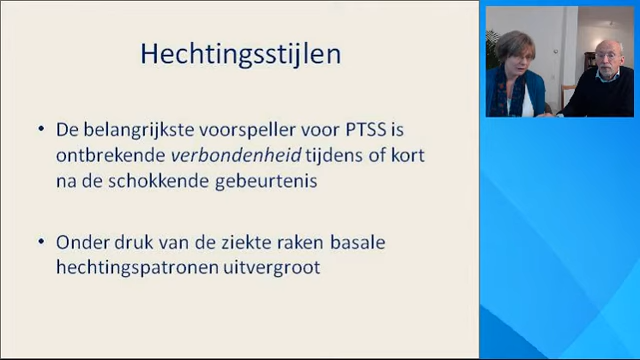 Hechtingsstijlen
• De belangrijkste voorspeller voor PTSS is
ontbrekende verbondenheid tijdens of kort
na de schokkende gebeurtenis
• Onder druk van de ziekte raken basale
hechtingspatronen uitvergroot